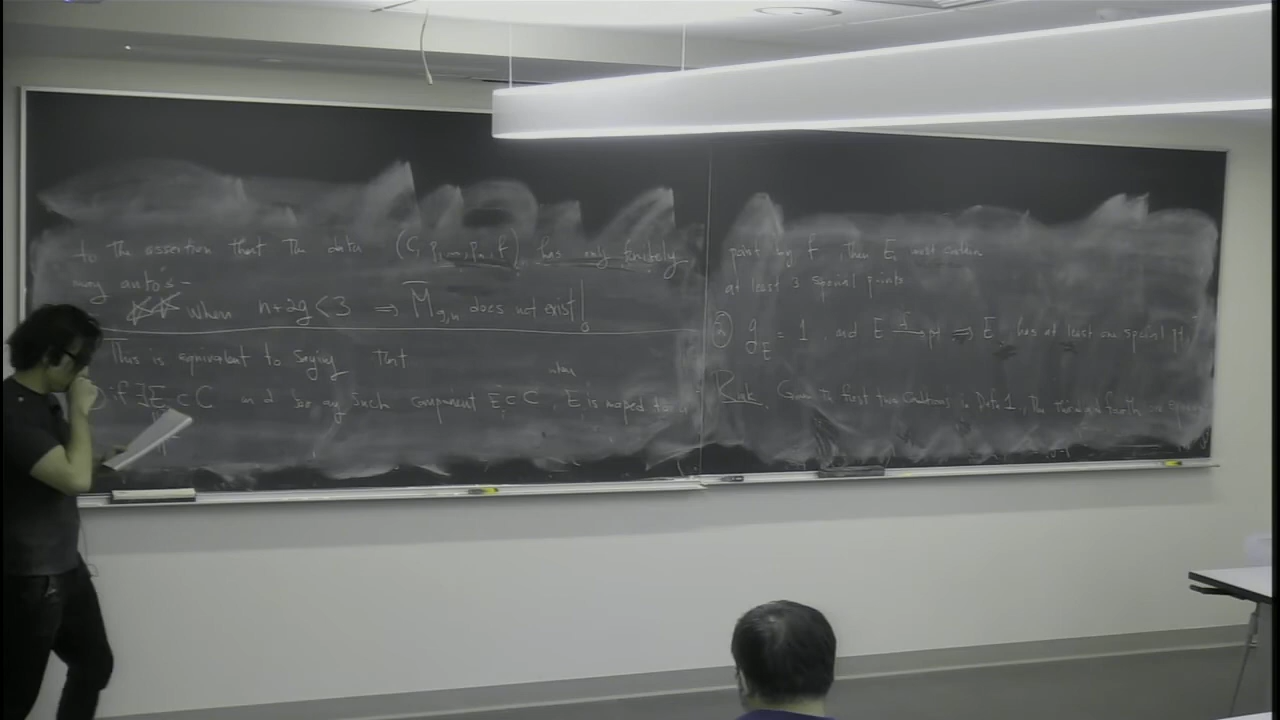 to the assertion that the data (C, p₁,…,pₙ, f) has only finitely
many auto's.
When n+2g<3 ⇒ M̅_{g,n} does not exist
This is equivalent to saying that
if ∃ E ⊂ C and for any such component E ⊂ C, when E is maped to a
point by f, then E must contain
at least 3 special points
② g_E = 1, and E →^f pt ⇒ E has at least one special pt
Rmk. Given the first two Conditions in Defn 1, the third and fourth are